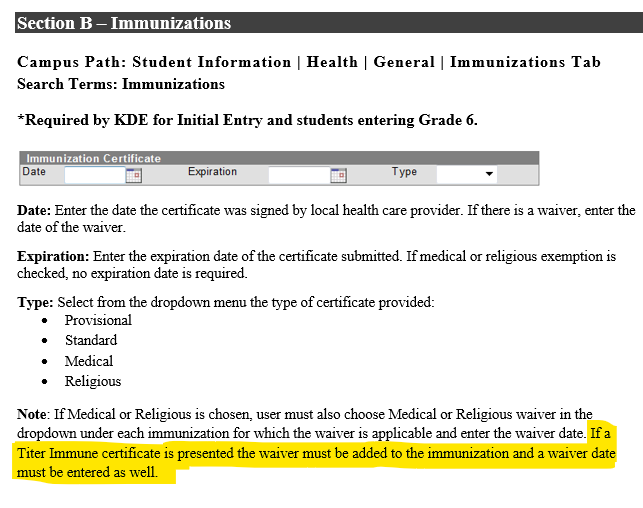 Section B – Immunizations
Campus Path: Student Information | Health | General | Immunizations Tab
Search Terms: Immunizations
*Required by KDE for Initial Entry and students entering Grade 6.
Immunization Certificate
Date Expiration Type
Date: Enter the date the certificate was signed by local health care provider. If there is a waiver, enter the
date of the waiver.
Expiration: Enter the expiration date of the certificate submitted. If medical or religious exemption is
checked, no expiration date is required.
Type: Select from the dropdown menu the type of certificate provided:
• Provisional
• Standard
• Medical
• Religious
Note: If Medical or Religious is chosen, user must also choose Medical or Religious waiver in the
dropdown under each immunization for which the waiver is applicable and enter the waiver date. If a
Titer Immune certificate is presented the waiver must be added to the immunization and a waiver date
must be entered as well.